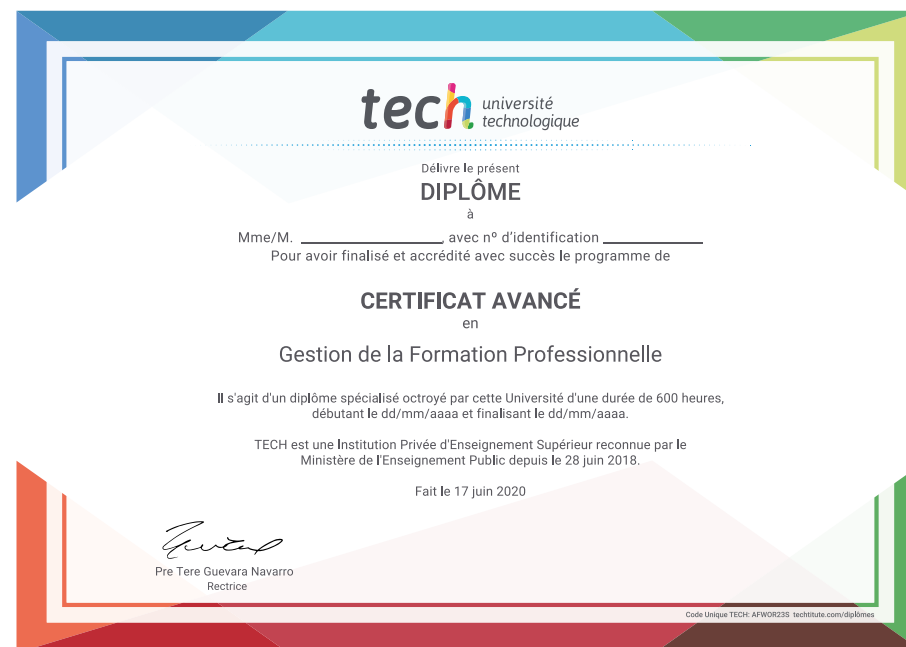 tech université
technologique
Délivre le présent
DIPLÔME
à
Mme/M. ____________________, avec nº d'identification ______________
Pour avoir finalisé et accrédité avec succès le programme de
CERTIFICAT AVANCÉ
en
Gestion de la Formation Professionnelle
Il s'agit d'un diplôme spécialisé octroyé par cette Université d'une durée de 600 heures,
débutant le dd/mm/aaaa et finalisant le dd/mm/aaaa.
TECH est une Institution Privée d'Enseignement Supérieur reconnue par le
Ministère de l'Enseignement Public depuis le 28 juin 2018.
Fait le 17 juin 2020
Pre Tere Guevara Navarro
Rectrice
Code Unique TECH: AFWOR23S techtitute.com/diplômes